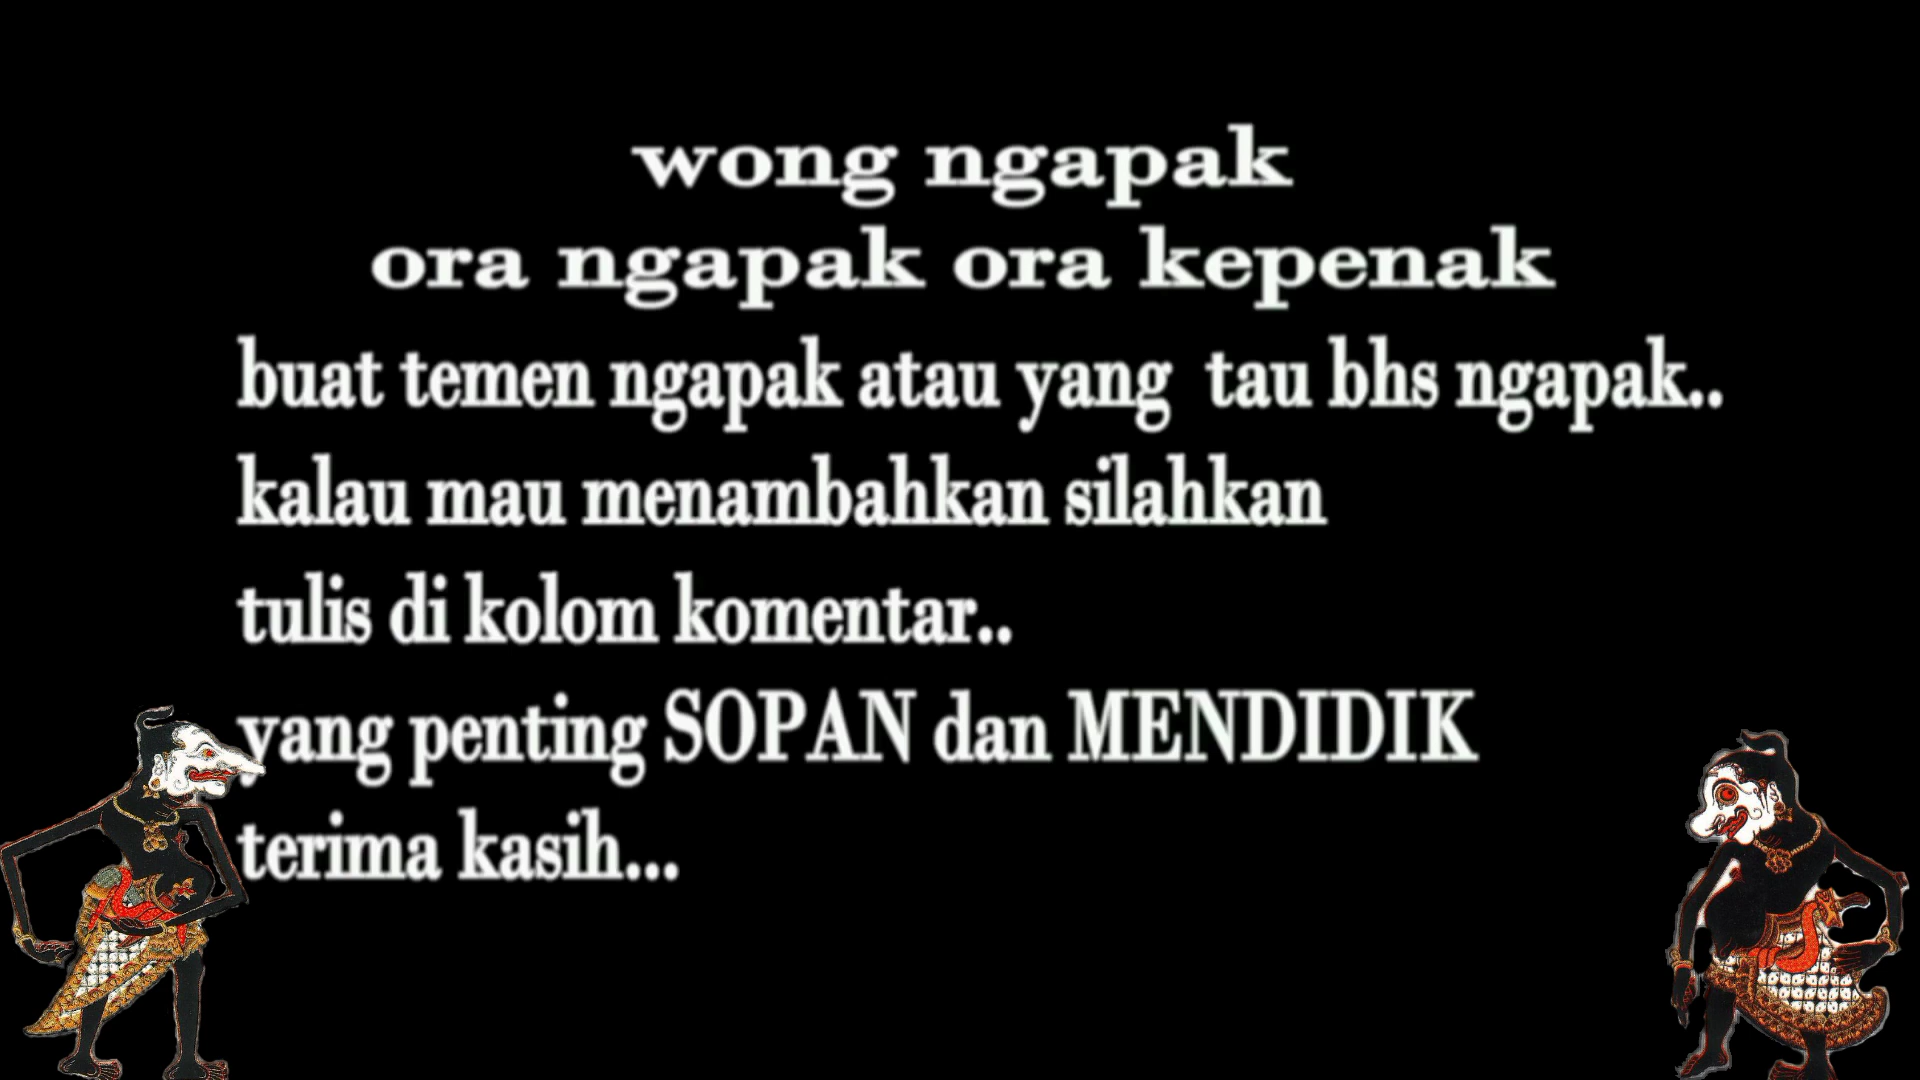 wong ngapak
ora ngapak ora kepenak
buat temen ngapak atau yang tau bhs ngapak..
kalau mau menambahkan silahkan
tulis di kolom komentar..
yang penting SOPAN dan MENDIDIK
terima kasih...